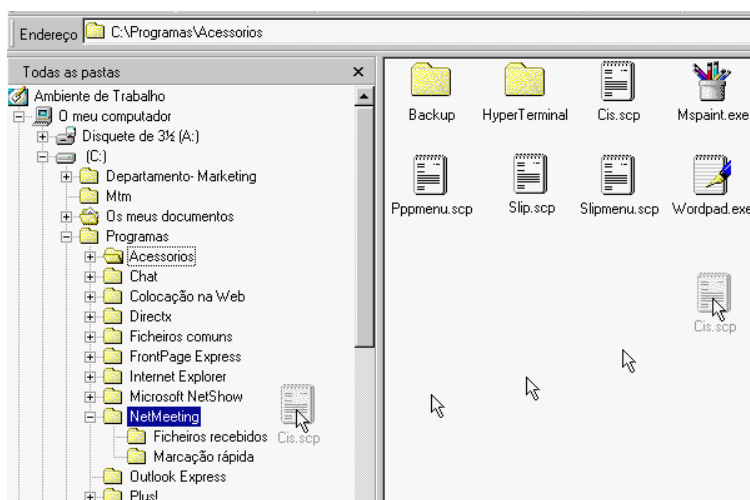 Endereço C:\Programas\Acessorios
Todas as pastas
Ambiente de Trabalho
O meu computador
Disquete de 3½ (A:)
(C:)
Departamento- Marketing
Mtm
Os meus documentos
Programas
Acessorios
Chat
Colocação na Web
Directx
Ficheiros comuns
FrontPage Express
Internet Explorer
Microsoft NetShow
NetMeeting
Ficheiros recebidos
Cis.scp
Marcação rápida
Outlook Express
Plus!
Backup HyperTerminal Cis.scp Mspaint.exe
Pppmenu.scp Slip.scp Slipmenu.scp Wordpad.exe
Cis.scp